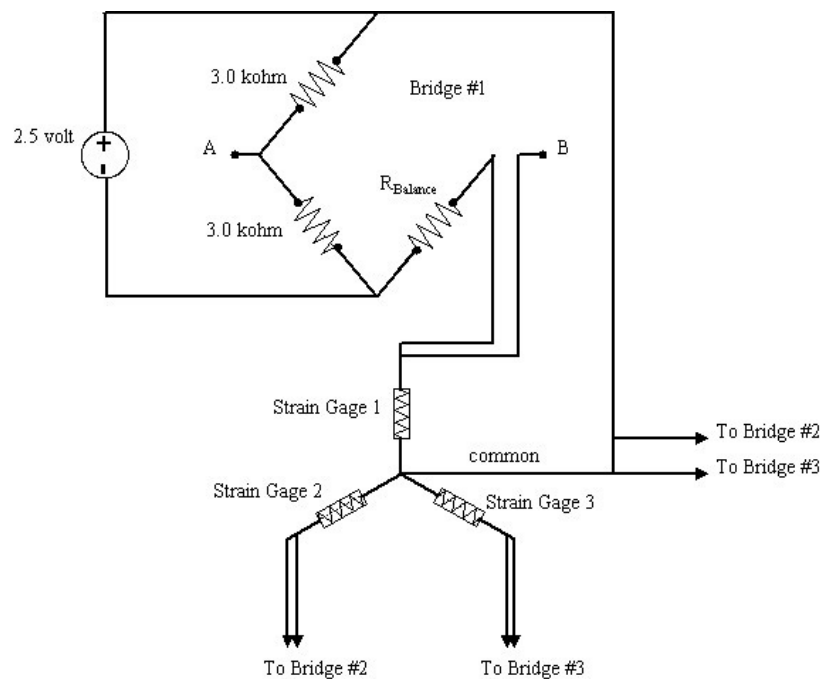 3.0 kohm
Bridge #1
2.5 volt
+
-
A
B
R_Balance
3.0 kohm
Strain Gage 1
To Bridge #2
common
To Bridge #3
Strain Gage 2
Strain Gage 3
To Bridge #2
To Bridge #3